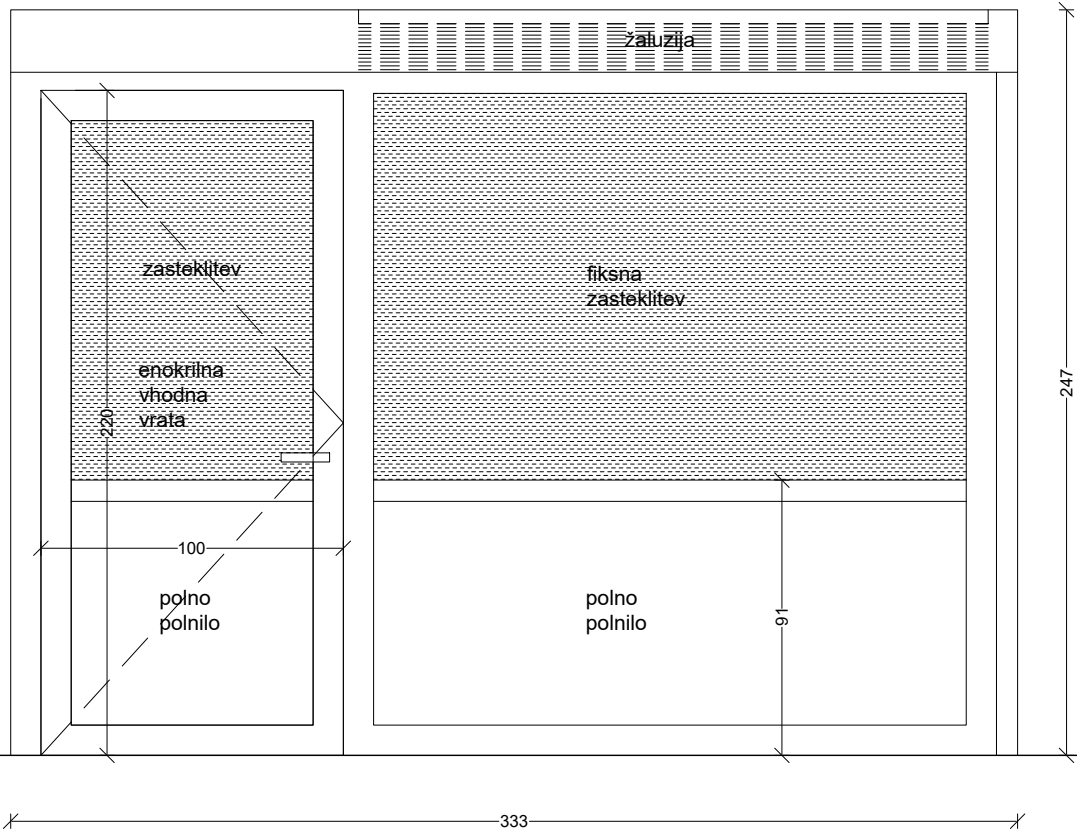 žaluzija
zasteklitev
fiksna
zasteklitev
enokrilna
vhodna
vrata
220
247
100
polno
polnilo
polno
polnilo
91
333